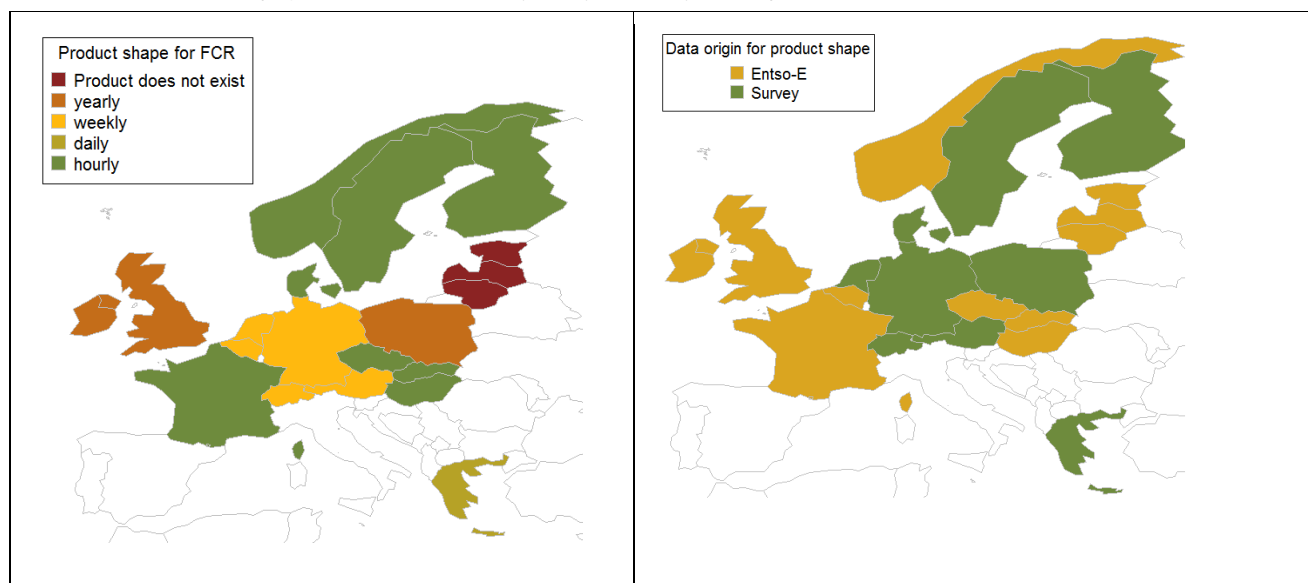 Product shape for FCR
Product does not exist
yearly
weekly
daily
hourly
Data origin for product shape
Entso-E
Survey